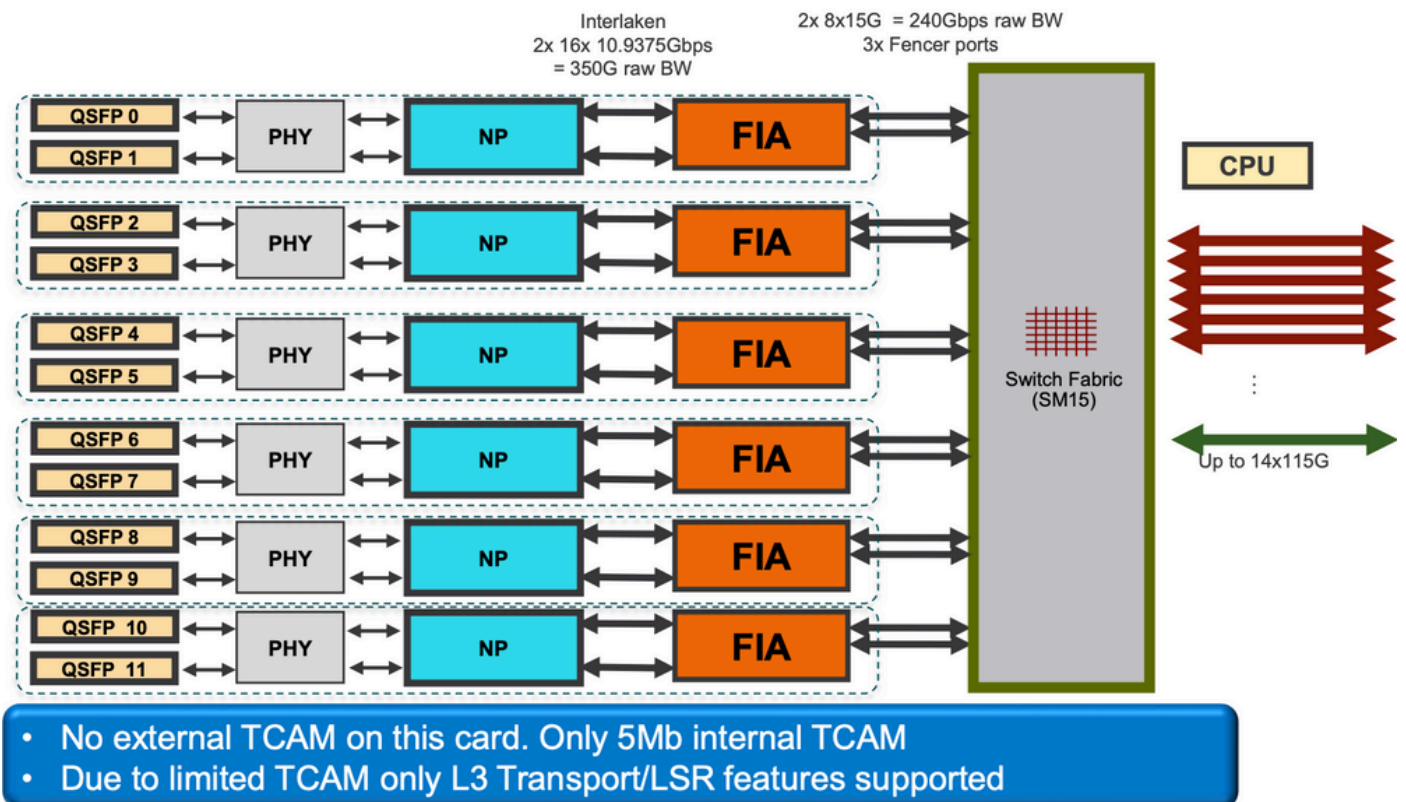 Interlaken
2x 16x 10.9375Gbps
= 350G raw BW
2x 8x15G = 240Gbps raw BW
3x Fencer ports
QSFP 0
QSFP 1
PHY
NP
FIA
QSFP 2
QSFP 3
PHY
NP
FIA
QSFP 4
QSFP 5
PHY
NP
FIA
QSFP 6
QSFP 7
PHY
NP
FIA
QSFP 8
QSFP 9
PHY
NP
FIA
QSFP 10
QSFP 11
PHY
NP
FIA
Switch Fabric
(SM15)
CPU
⋮
Up to 14x115G
• No external TCAM on this card. Only 5Mb internal TCAM
• Due to limited TCAM only L3 Transport/LSR features supported